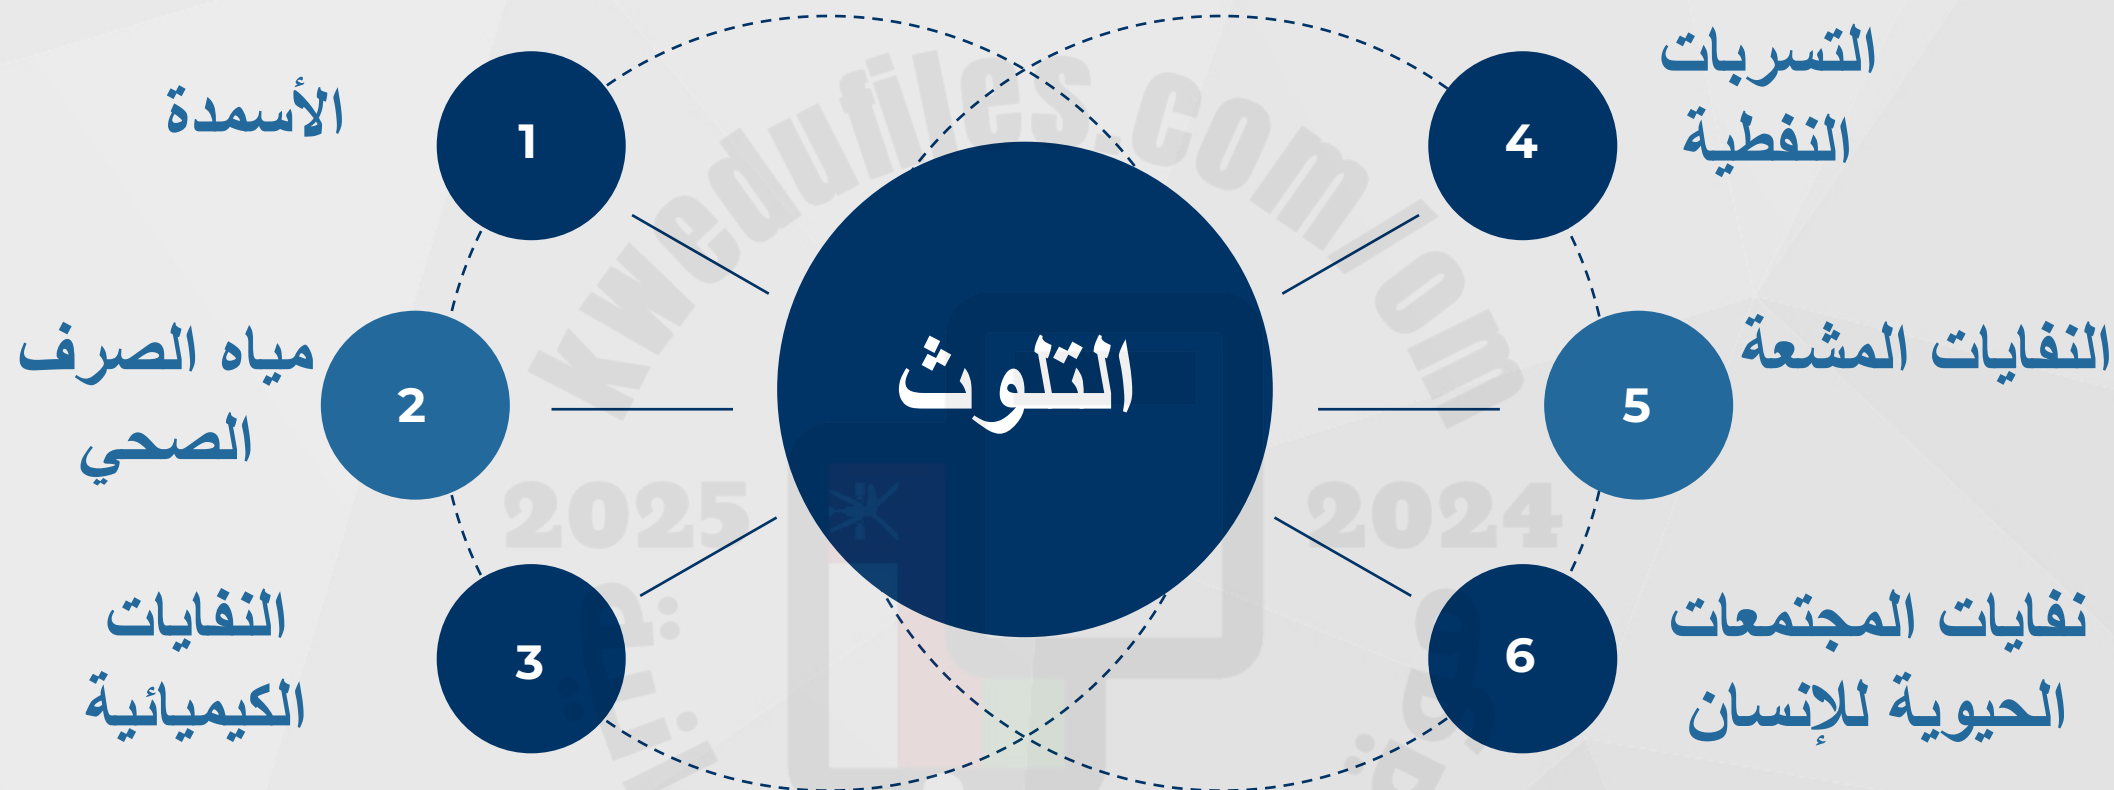 التلوث
1
الأسمدة
2
مياه الصرف
الصحي
3
النفايات
الكيميائية
4
التسربات
النفطية
5
النفايات المشعة
6
نفايات المجتمعات
الحيوية للإنسان
kwedufiles.com/om
2025
2024